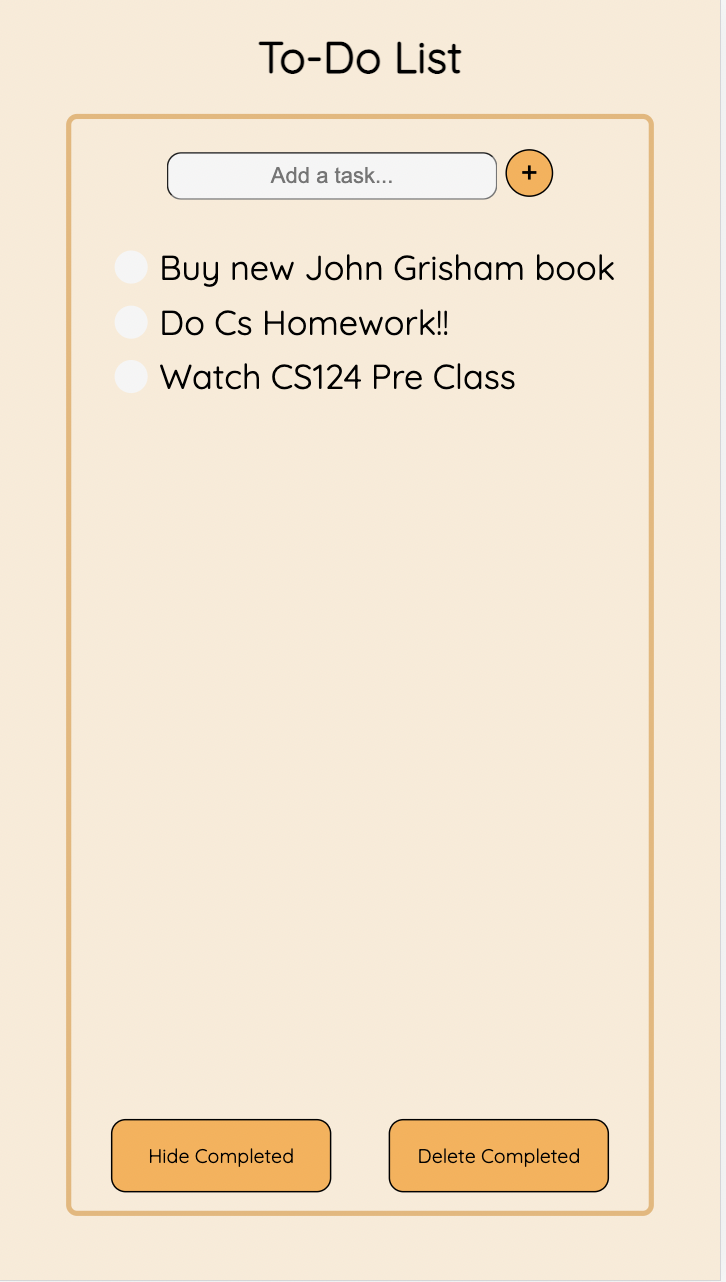 To-Do List
Add a task...
+
Buy new John Grisham book
Do Cs Homework!!
Watch CS124 Pre Class
Hide Completed
Delete Completed